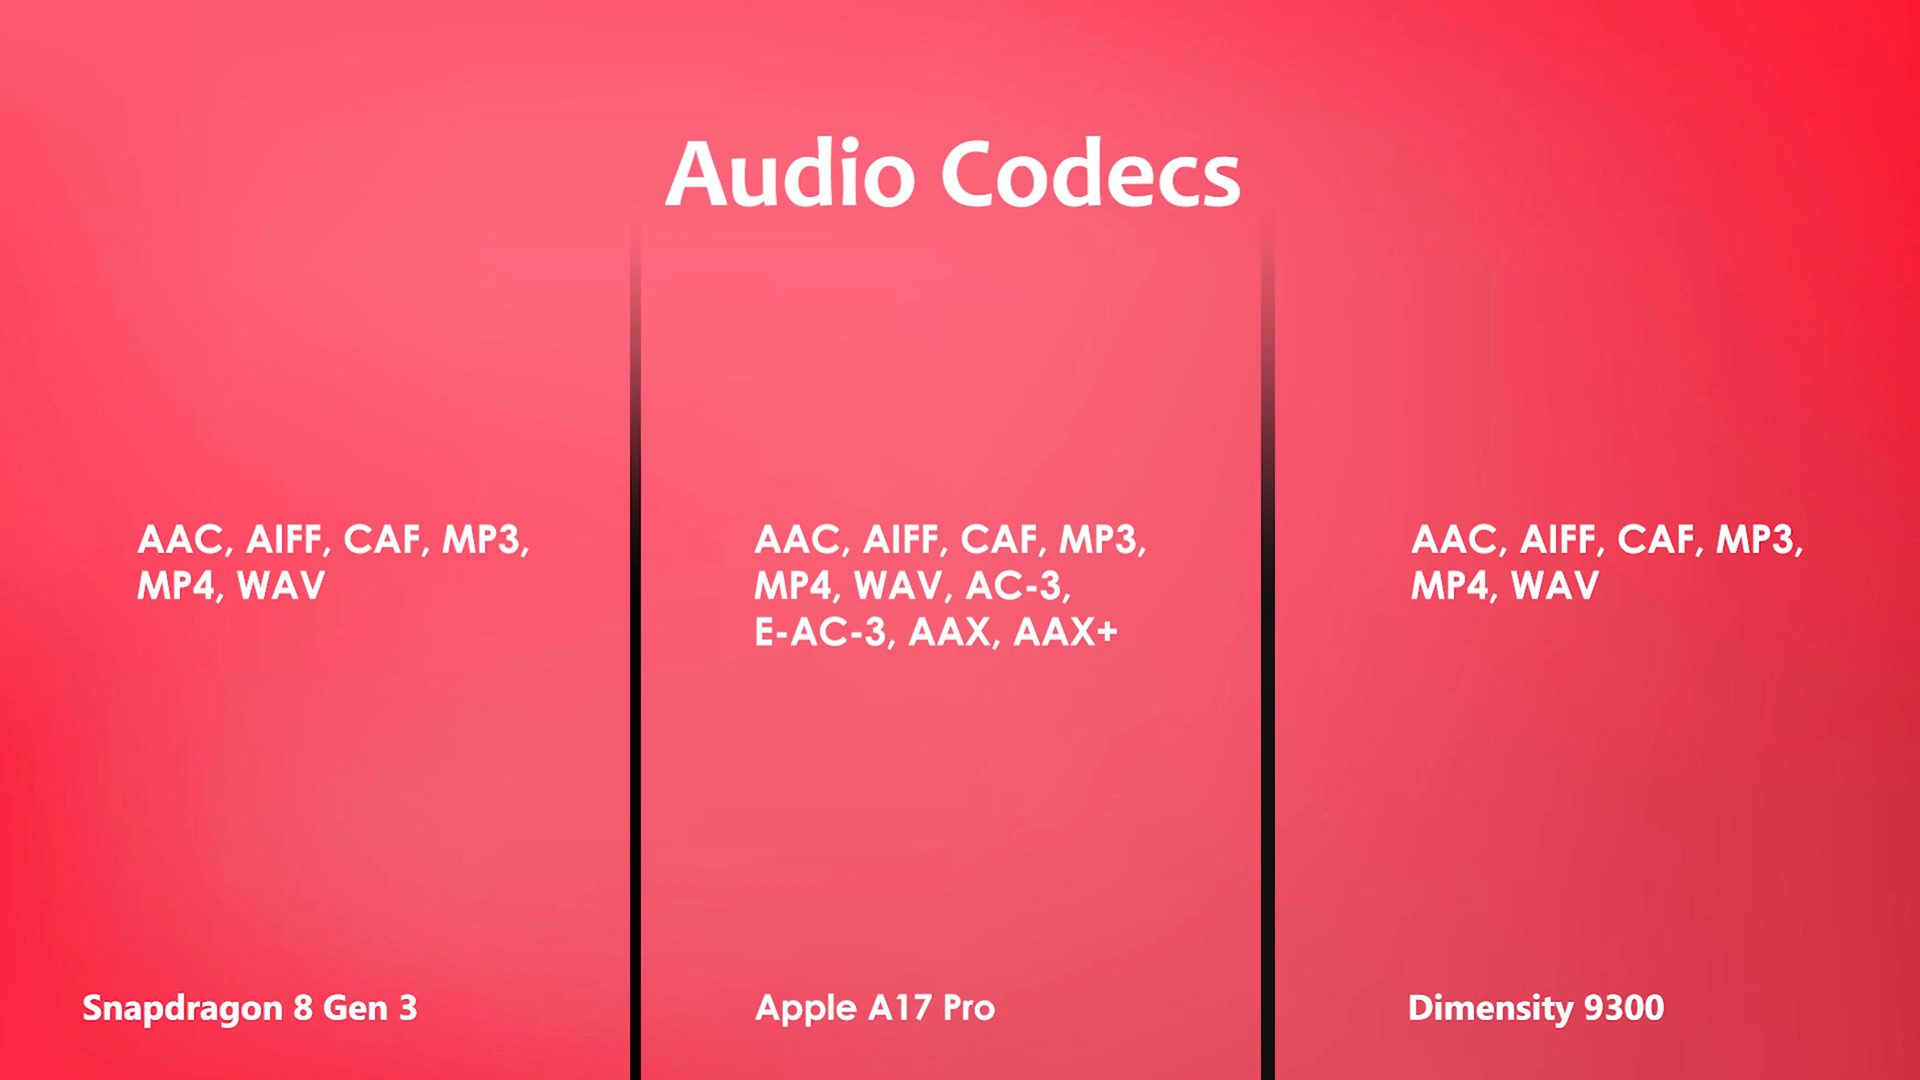 Audio Codecs
AAC, AIFF, CAF, MP3,
MP4, WAV
AAC, AIFF, CAF, MP3,
MP4, WAV, AC-3,
E-AC-3, AAX, AAX+
AAC, AIFF, CAF, MP3,
MP4, WAV
Snapdragon 8 Gen 3
Apple A17 Pro
Dimensity 9300